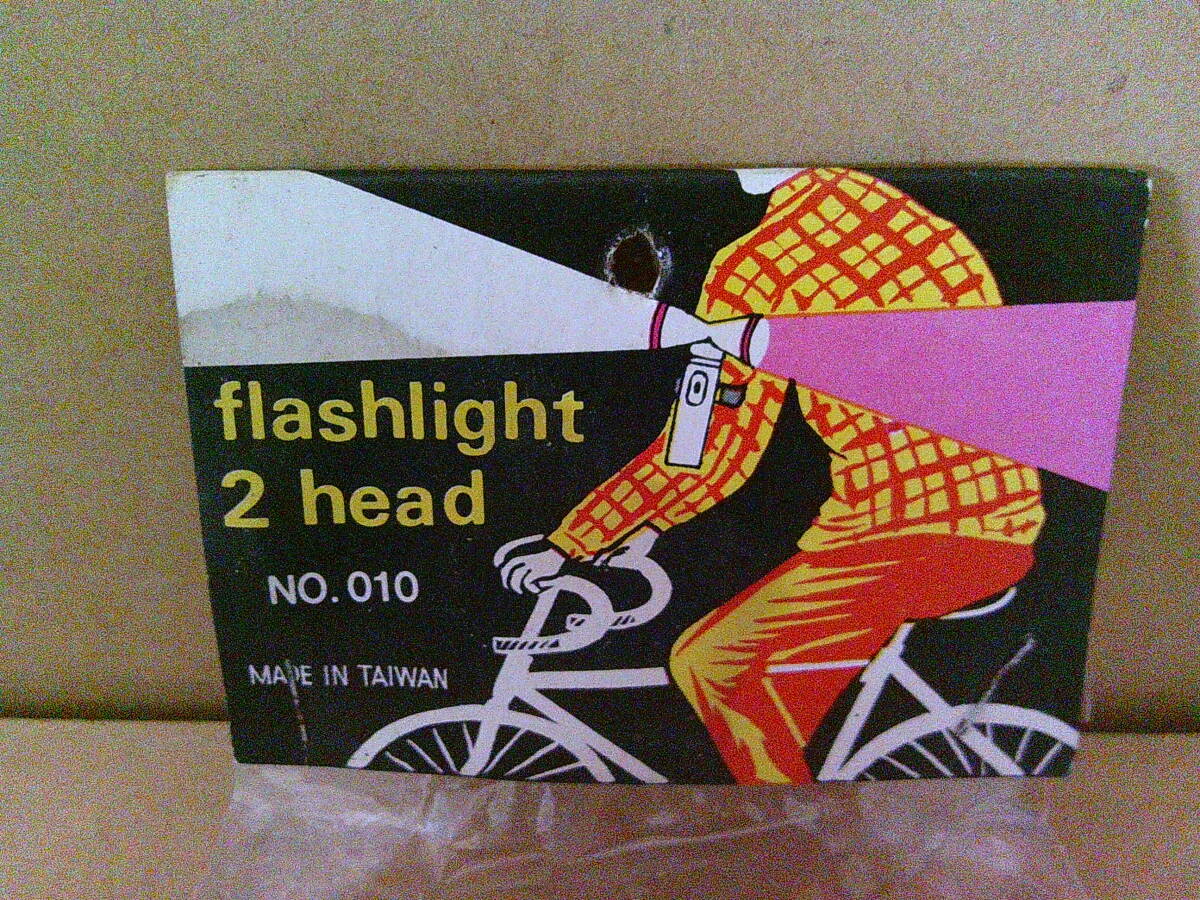 flashlight
2 head
NO. 010
MADE IN TAIWAN